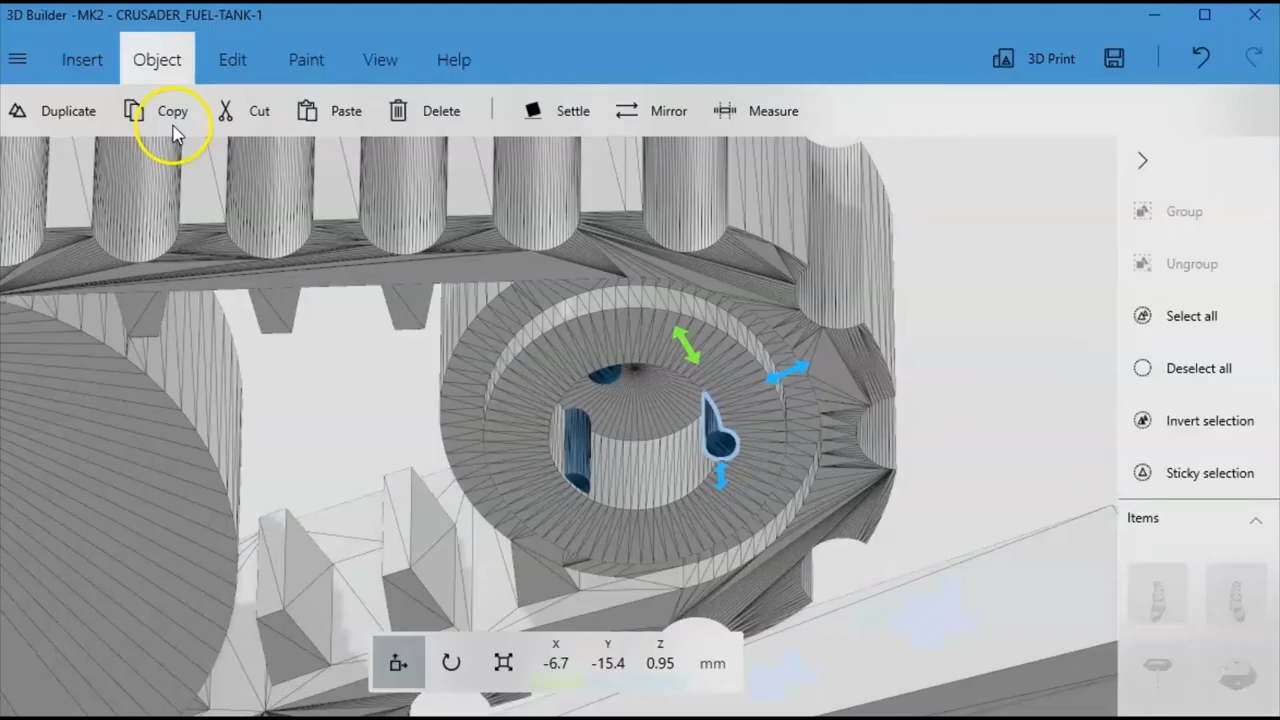 3D Builder - MK2 - CRUSADER_FUEL-TANK-1
Insert Object Edit Paint View Help 3D Print
Duplicate Copy Cut Paste Delete Settle Mirror Measure
Group
Ungroup
Select all
Deselect all
Invert selection
Sticky selection
Items
X Y Z
-6.7 -15.4 0.95 mm